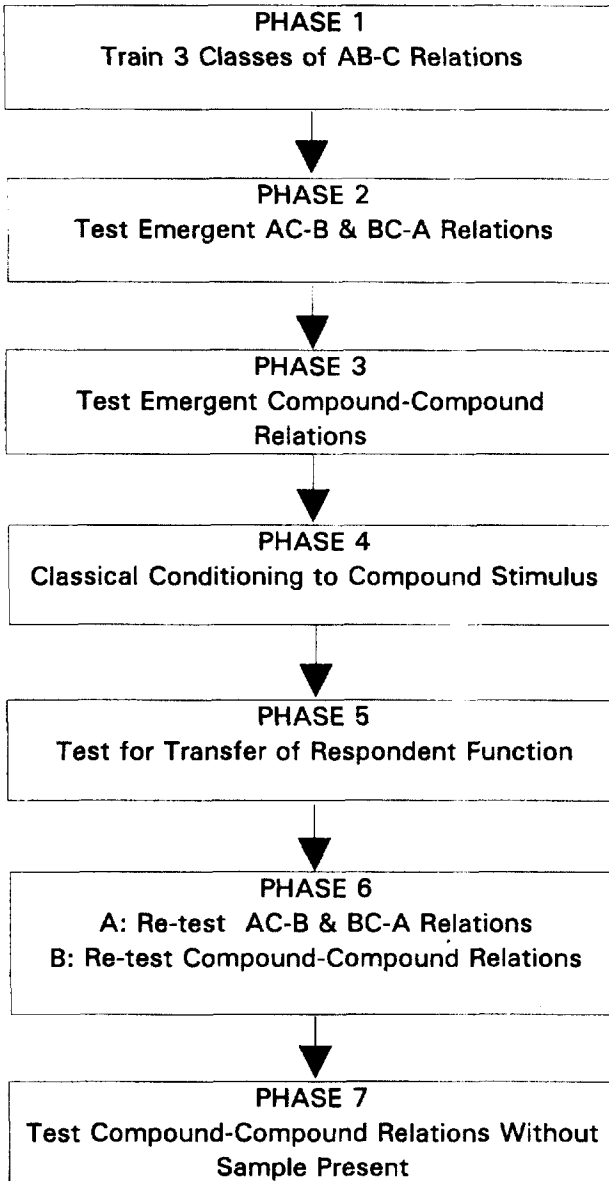 PHASE 1
Train 3 Classes of AB-C Relations
PHASE 2
Test Emergent AC-B & BC-A Relations
PHASE 3
Test Emergent Compound-Compound
Relations
PHASE 4
Classical Conditioning to Compound Stimulus
PHASE 5
Test for Transfer of Respondent Function
PHASE 6
A: Re-test AC-B & BC-A Relations
B: Re-test Compound-Compound Relations
PHASE 7
Test Compound-Compound Relations Without
Sample Present